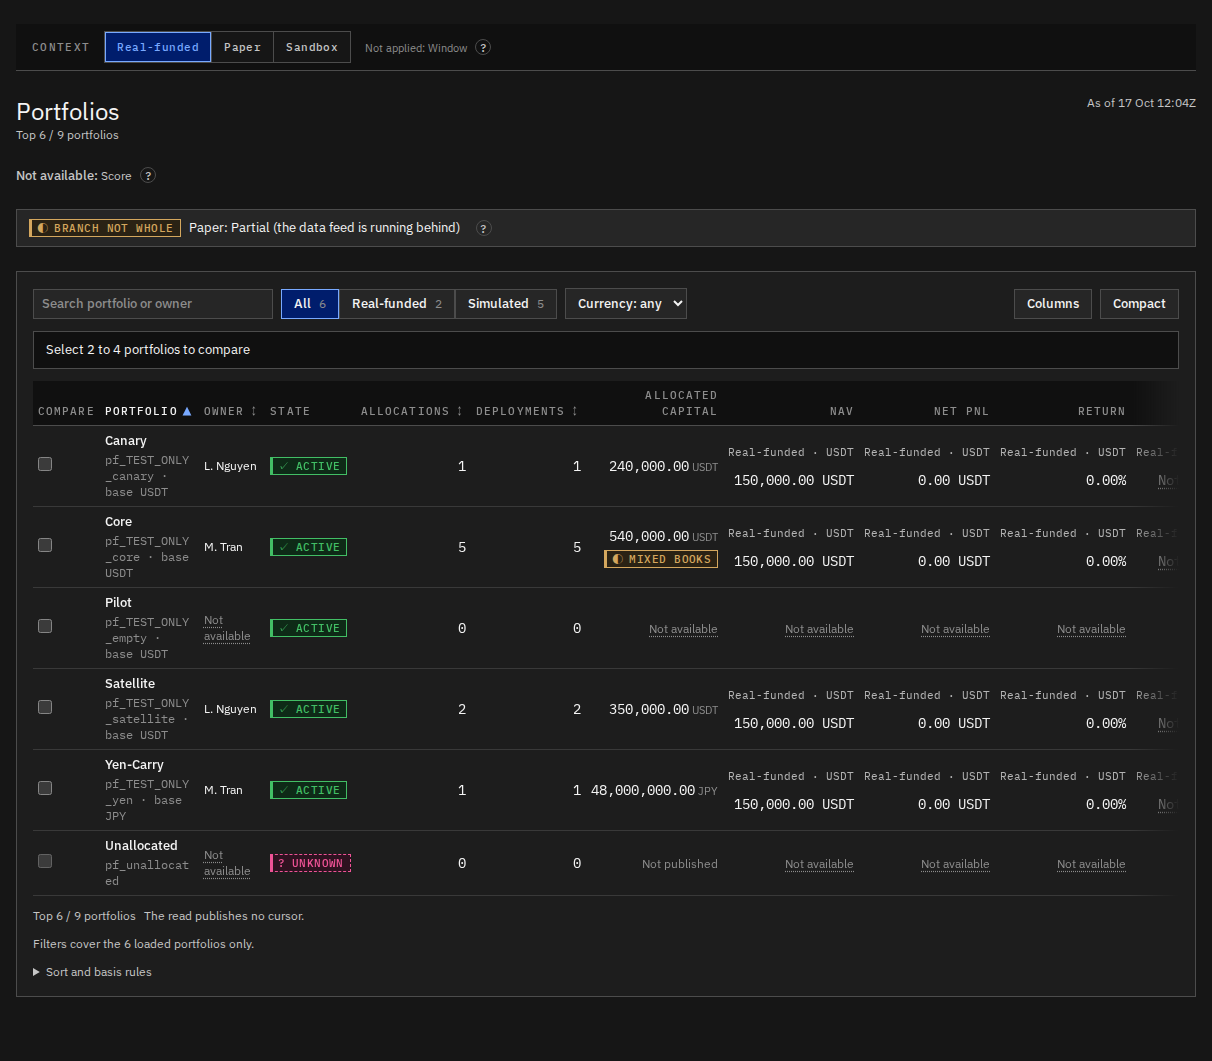 CONTEXT Real-funded Paper Sandbox Not applied: Window ?
Portfolios
As of 17 Oct 12:04Z
Top 6 / 9 portfolios
Not available: Score ?
BRANCH NOT WHOLE Paper: Partial (the data feed is running behind) ?
Search portfolio or owner All 6 Real-funded 2 Simulated 5 Currency: any Columns Compact
Select 2 to 4 portfolios to compare
COMPARE PORTFOLIO ▲ OWNER ↕ STATE ALLOCATIONS ↕ DEPLOYMENTS ↕ ALLOCATED CAPITAL NAV NET PNL RETURN
Canary
pf_TEST_ONLY
_canary ·
base USDT
L. Nguyen ✓ ACTIVE 1 1 240,000.00 USDT
Real-funded · USDT Real-funded · USDT Real-funded · USDT Real-f
150,000.00 USDT 0.00 USDT 0.00% No
Core
pf_TEST_ONLY
_core · base
USDT
M. Tran ✓ ACTIVE 5 5 540,000.00 USDT
MIXED BOOKS
Real-funded · USDT Real-funded · USDT Real-funded · USDT Real-
150,000.00 USDT 0.00 USDT 0.00% No
Pilot
pf_TEST_ONLY
_empty ·
base USDT
Not
available
✓ ACTIVE 0 0 Not available Not available Not available Not available
Satellite
pf_TEST_ONLY
_satellite ·
base USDT
L. Nguyen ✓ ACTIVE 2 2 350,000.00 USDT
Real-funded · USDT Real-funded · USDT Real-funded · USDT Real-
150,000.00 USDT 0.00 USDT 0.00% No
Yen-Carry
pf_TEST_ONLY
_yen · base
JPY
M. Tran ✓ ACTIVE 1 1 48,000,000.00 JPY
Real-funded · USDT Real-funded · USDT Real-funded · USDT Real-
150,000.00 USDT 0.00 USDT 0.00% No
Unallocated
pf_unallocat
ed
Not
available
? UNKNOWN 0 0 Not published Not available Not available Not available
Top 6 / 9 portfolios The read publishes no cursor.
Filters cover the 6 loaded portfolios only.
▶ Sort and basis rules